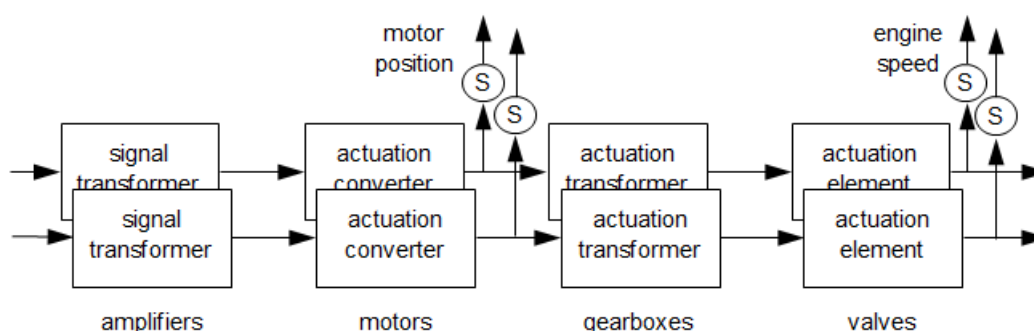 motor
position
S
S
engine
speed
S
S
signal
transformer
actuation
converter
actuation
transformer
actuation
element
signal
transformer
actuation
converter
actuation
transformer
actuation
element
amplifiers
motors
gearboxes
valves